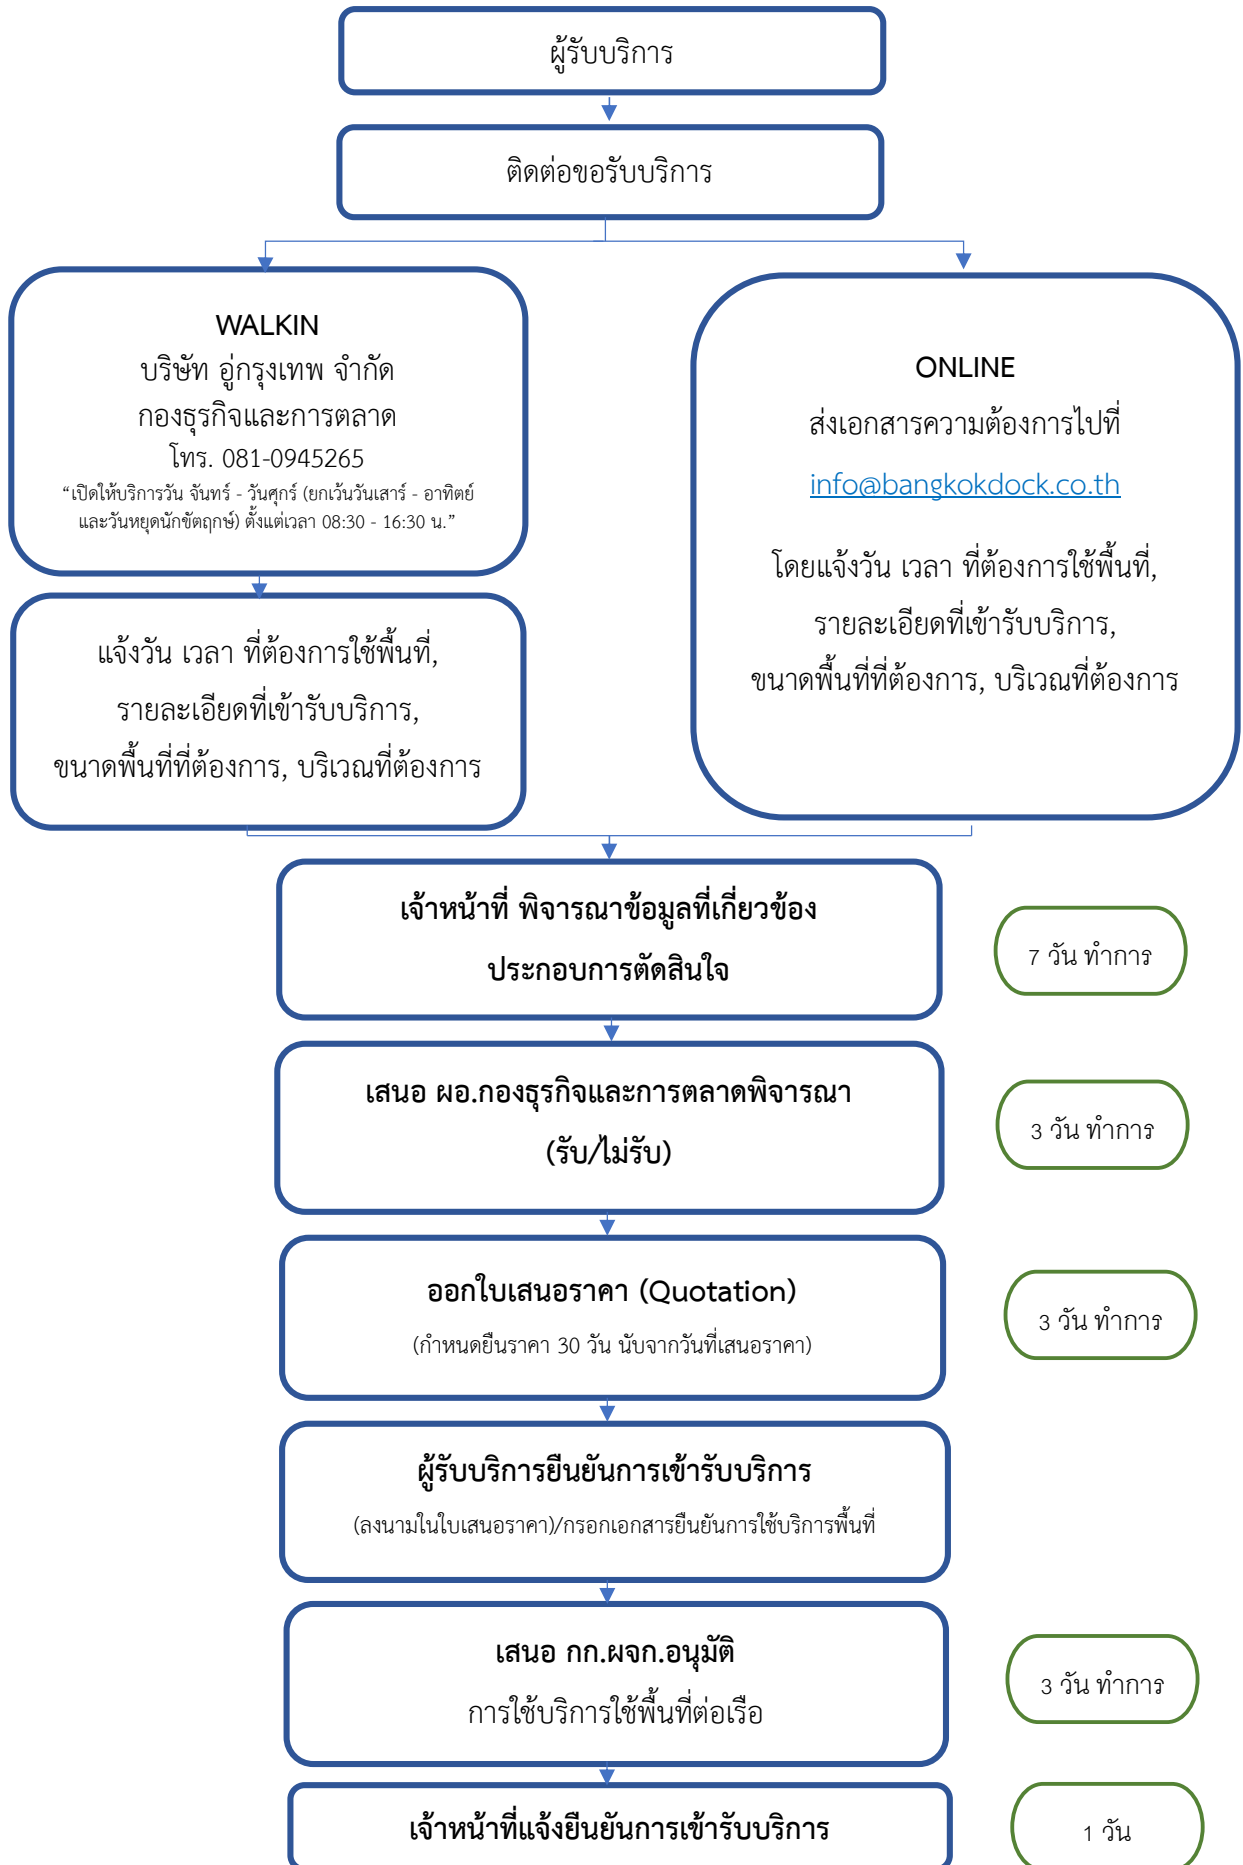 ผู้รับบริการ
ติดต่อขอรับบริการ
WALKIN
บริษัท อู่กรุงเทพ จำกัด
กองธุรกิจและการตลาด
โทร. 081-0945265
“เปิดให้บริการวัน จันทร์ - วันศุกร์ (ยกเว้นวันเสาร์ - อาทิตย์
และวันหยุดนักขัตฤกษ์) ตั้งแต่เวลา 08:30 - 16:30 น.”
แจ้งวัน เวลา ที่ต้องการใช้พื้นที่,
รายละเอียดที่เข้ารับบริการ,
ขนาดพื้นที่ที่ต้องการ, บริเวณที่ต้องการ
ONLINE
ส่งเอกสารความต้องการไปที่
info@bangkokdock.co.th
โดยแจ้งวัน เวลา ที่ต้องการใช้พื้นที่,
รายละเอียดที่เข้ารับบริการ,
ขนาดพื้นที่ที่ต้องการ, บริเวณที่ต้องการ
เจ้าหน้าที่ พิจารณาข้อมูลที่เกี่ยวข้อง
ประกอบการตัดสินใจ
7 วัน ทำการ
เสนอ ผอ.กองธุรกิจและการตลาดพิจารณา
(รับ/ไม่รับ)
3 วัน ทำการ
ออกใบเสนอราคา (Quotation)
(กำหนดยืนราคา 30 วัน นับจากวันที่เสนอราคา)
3 วัน ทำการ
ผู้รับบริการยืนยันการเข้ารับบริการ
(ลงนามในใบเสนอราคา)/กรอกเอกสารยืนยันการใช้บริการพื้นที่
เสนอ กก.ผจก.อนุมัติ
การใช้บริการใช้พื้นที่ต่อเรือ
3 วัน ทำการ
เจ้าหน้าที่แจ้งยืนยันการเข้ารับบริการ
1 วัน